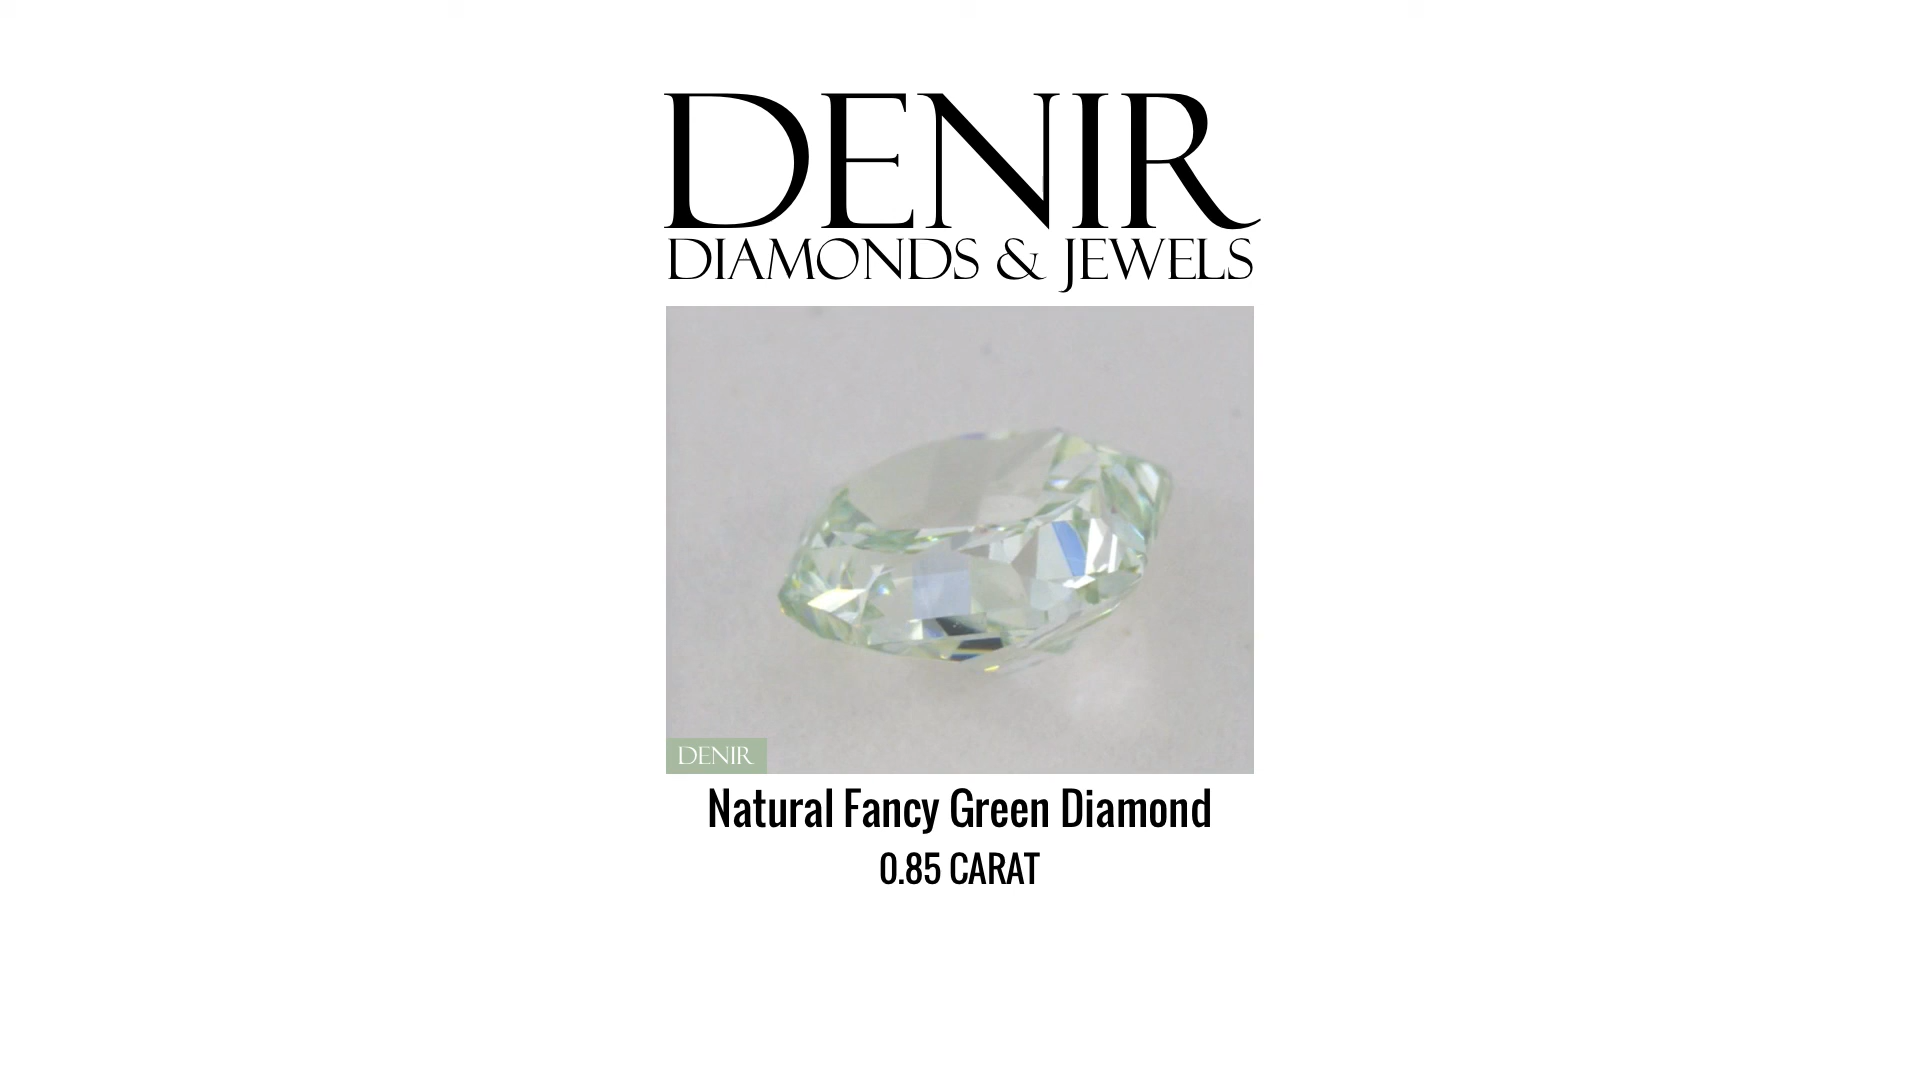 DENIR
DIAMONDS & JEWELS
DENIR
Natural Fancy Green Diamond
0.85 CARAT